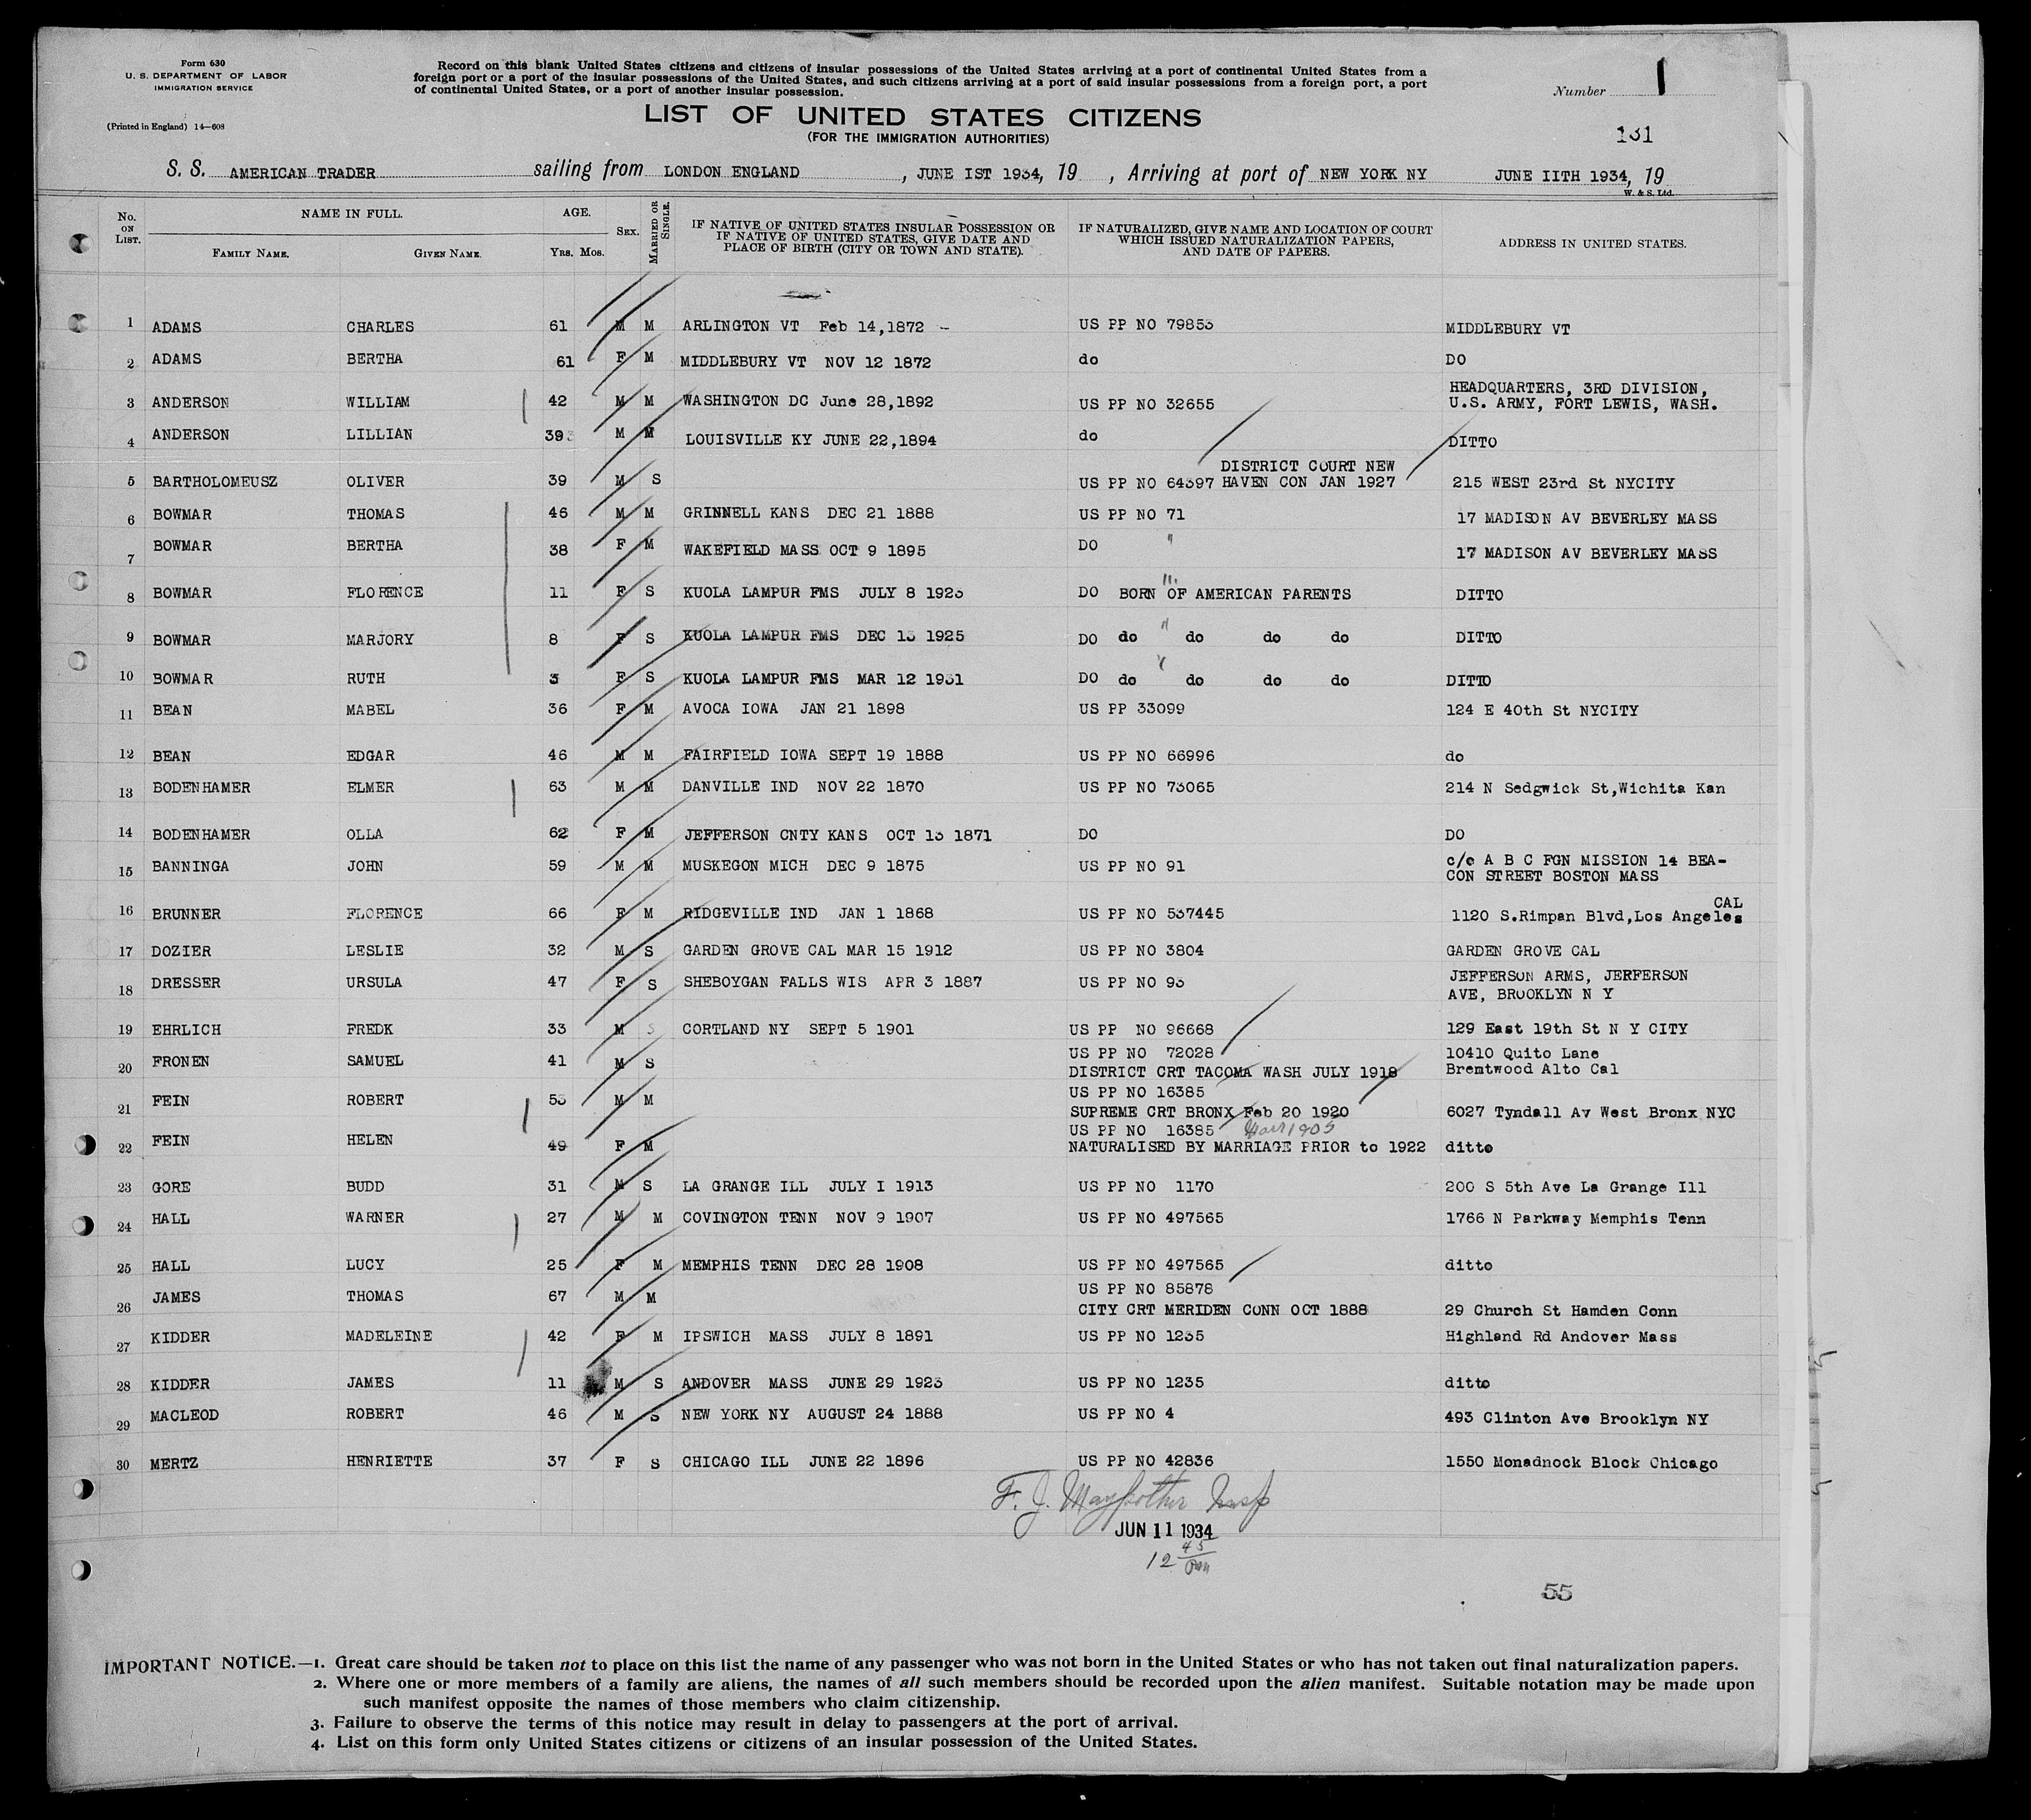 Form 630
U. S. DEPARTMENT OF LABOR
IMMIGRATION SERVICE
(Printed in England) 14—608
Record on this blank United States citizens and citizens of insular possessions of the United States arriving at a port of continental United States from a
foreign port or a port of the insular possessions of the United States, and such citizens arriving at a port of said insular possessions from a foreign port, a port
of continental United States, or a port of another insular possession.
Number 1
LIST OF UNITED STATES CITIZENS
(FOR THE IMMIGRATION AUTHORITIES)
131
S. S. AMERICAN TRADER sailing from LONDON ENGLAND, JUNE IST 1934, 19 , Arriving at port of NEW YORK NY JUNE IITH 1934, 19
W. & S. Ltd.
No. ON LIST. NAME IN FULL. AGE. SEX. MARRIED OR SINGLE. IF NATIVE OF UNITED STATES INSULAR POSSESSION OR IF NATIVE OF UNITED STATES, GIVE DATE AND PLACE OF BIRTH (CITY OR TOWN AND STATE). IF NATURALIZED, GIVE NAME AND LOCATION OF COURT WHICH ISSUED NATURALIZATION PAPERS, AND DATE OF PAPERS. ADDRESS IN UNITED STATES.
FAMILY NAME. GIVEN NAME. YRS. MOS.
1 ADAMS CHARLES 61 M M ARLINGTON VT Feb 14,1872 - US PP NO 79853 MIDDLEBURY VT
2 ADAMS BERTHA 61 F M MIDDLEBURY VT NOV 12 1872 do DO
3 ANDERSON WILLIAM 42 M M WASHINGTON DC June 28,1892 US PP NO 32655 HEADQUARTERS, 3RD DIVISION,
U.S. ARMY, FORT LEWIS, WASH.
4 ANDERSON LILLIAN 39 M M LOUISVILLE KY JUNE 22,1894 do DITTO
5 BARTHOLOMEUSZ OLIVER 39 M S US PP NO 64397 DISTRICT COURT NEW
HAVEN CON JAN 1927 215 WEST 23rd St NYCITY
6 BOWMAR THOMAS 46 M M GRINNELL KANS DEC 21 1888 US PP NO 71 17 MADISON AV BEVERLEY MASS
7 BOWMAR BERTHA 38 F M WAKEFIELD MASS OCT 9 1895 DO " 17 MADISON AV BEVERLEY MASS
8 BOWMAR FLORENCE 11 F S KUOLA LAMPUR FMS JULY 8 1923 DO " BORN OF AMERICAN PARENTS DITTO
9 BOWMAR MARJORY 8 F S KUOLA LAMPUR FMS DEC 13 1925 DO do " do do do DITTO
10 BOWMAR RUTH 3 F S KUOLA LAMPUR FMS MAR 12 1931 DO do " do do do DITTO
11 BEAN MABEL 36 F M AVOCA IOWA JAN 21 1898 US PP 33099 124 E 40th St NYCITY
12 BEAN EDGAR 46 M M FAIRFIELD IOWA SEPT 19 1888 US PP NO 66996 do
13 BODENHAMER ELMER 63 M M DANVILLE IND NOV 22 1870 US PP NO 73065 214 N Sedgwick St,Wichita Kan
14 BODENHAMER OLLA 62 F M JEFFERSON CNTY KANS OCT 13 1871 DO DO
15 BANNINGA JOHN 59 M M MUSKEGON MICH DEC 9 1875 US PP NO 91 c/o A B C FGN MISSION 14 BEA-
CON STREET BOSTON MASS
16 BRUNNER FLORENCE 66 F M RIDGEVILLE IND JAN 1 1868 US PP NO 537445 1120 S.Rimpan Blvd,Los Angeles CAL
17 DOZIER LESLIE 32 M S GARDEN GROVE CAL MAR 15 1912 US PP NO 3804 GARDEN GROVE CAL
18 DRESSER URSULA 47 F S SHEBOYGAN FALLS WIS APR 3 1887 US PP NO 93 JEFFERSON ARMS, JERFERSON
AVE, BROOKLYN N Y
19 EHRLICH FREDK 33 M S CORTLAND NY SEPT 5 1901 US PP NO 96668 129 East 19th St N Y CITY
20 FRONEN SAMUEL 41 M S US PP NO 72028
DISTRICT CRT TACOMA WASH JULY 1918 10410 Quito Lane
Bremtwood Alto Cal
21 FEIN ROBERT 53 M M US PP NO 16385
SUPREME CRT BRONX Feb 20 1920 6027 Tyndall Av West Bronx NYC
22 FEIN HELEN 49 F M US PP NO 16385 Marr 1905
NATURALISED BY MARRIAGE PRIOR to 1922 ditto
23 GORE BUDD 31 M S LA GRANGE ILL JULY I 1913 US PP NO 1170 200 S 5th Ave La Grange Ill
24 HALL WARNER 27 M M COVINGTON TENN NOV 9 1907 US PP NO 497565 1766 N Parkway Memphis Tenn
25 HALL LUCY 25 F M MEMPHIS TENN DEC 28 1908 US PP NO 497565 ditto
26 JAMES THOMAS 67 M M US PP NO 85878
CITY CRT MERIDEN CONN OCT 1888 29 Church St Hamden Conn
27 KIDDER MADELEINE 42 F M IPSWICH MASS JULY 8 1891 US PP NO 1235 Highland Rd Andover Mass
28 KIDDER JAMES 11 M S ANDOVER MASS JUNE 29 1923 US PP NO 1235 ditto
29 MACLEOD ROBERT 46 M S NEW YORK NY AUGUST 24 1888 US PP NO 4 493 Clinton Ave Brooklyn NY
30 MERTZ HENRIETTE 37 F S CHICAGO ILL JUNE 22 1896 US PP NO 42836 1550 Monadnock Block Chicago
F. J. Insp
JUN 11 1934
12 45 pm
55
IMPORTANT NOTICE.—1. Great care should be taken not to place on this list the name of any passenger who was not born in the United States or who has not taken out final naturalization papers.
2. Where one or more members of a family are aliens, the names of all such members should be recorded upon the alien manifest. Suitable notation may be made upon
such manifest opposite the names of those members who claim citizenship.
3. Failure to observe the terms of this notice may result in delay to passengers at the port of arrival.
4. List on this form only United States citizens or citizens of an insular possession of the United States.